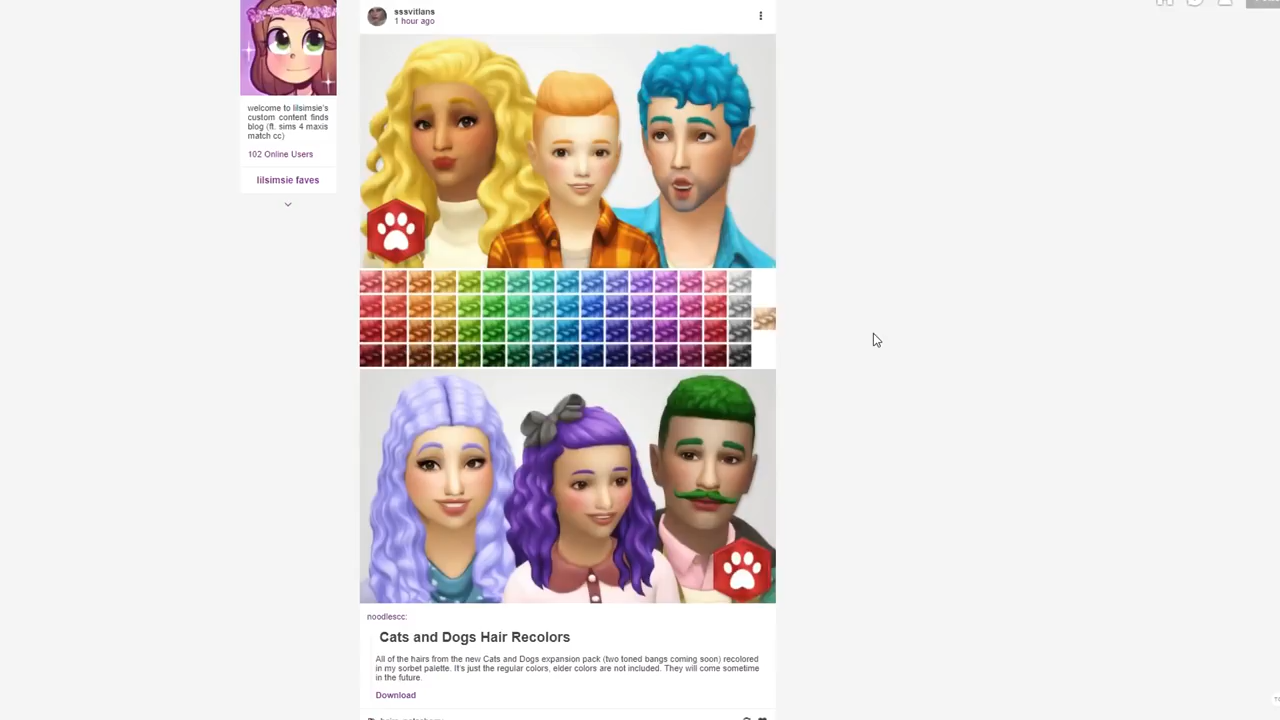 sssvitlans
1 hour ago
welcome to lilsimsie's
custom content finds
blog (ft. sims 4 maxis
match cc)
102 Online Users
lilsimsie faves
noodlescc:
Cats and Dogs Hair Recolors
All of the hairs from the new Cats and Dogs expansion pack (two toned bangs coming soon) recolored
in my sorbet palette. It's just the regular colors, elder colors are not included. They will come sometime
in the future.
Download